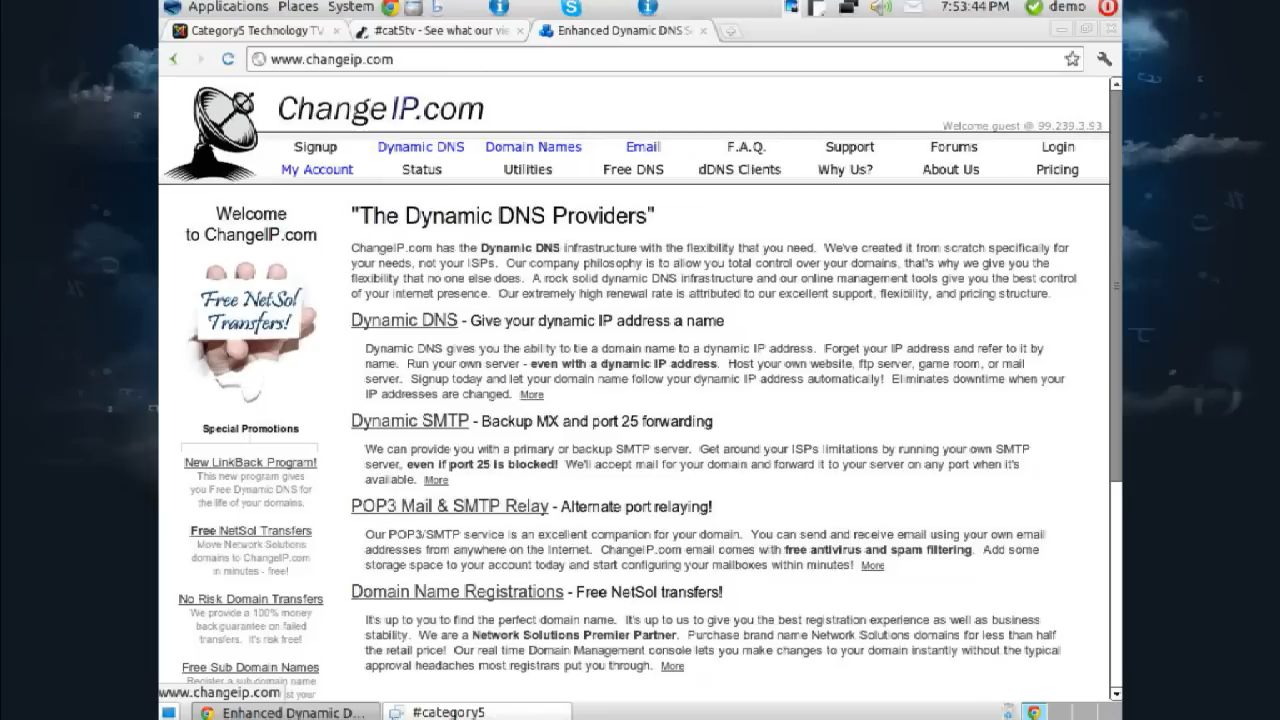 Applications Places System 7:53:44 PM demo
Category5 Technology TV #cat5tv - See what our vie Enhanced Dynamic DNS S
www.changeip.com
ChangeIP.com
Welcome guest @ 99.239.3.93
Signup Dynamic DNS Domain Names Email F.A.Q. Support Forums Login
My Account Status Utilities Free DNS dDNS Clients Why Us? About Us Pricing
Welcome
to ChangeIP.com
Free NetSol
Transfers!
Special Promotions
New LinkBack Program!
This new program gives
you Free Dynamic DNS for
the life of your domains.
Free NetSol Transfers
Move Network Solutions
domains to ChangeIP.com
in minutes - free!
No Risk Domain Transfers
We provide a 100% money
back guarantee on failed
transfers. It's risk free!
Free Sub Domain Names
Register a sub domain name
"The Dynamic DNS Providers"
ChangeIP.com has the Dynamic DNS infrastructure with the flexibility that you need. We've created it from scratch specifically for
your needs, not your ISPs. Our company philosophy is to allow you total control over your domains, that's why we give you the
flexibility that no one else does. A rock solid dynamic DNS infrastructure and our online management tools give you the best control
of your internet presence. Our extremely high renewal rate is attributed to our excellent support, flexibility, and pricing structure.
Dynamic DNS - Give your dynamic IP address a name
Dynamic DNS gives you the ability to tie a domain name to a dynamic IP address. Forget your IP address and refer to it by
name. Run your own server - even with a dynamic IP address. Host your own website, ftp server, game room, or mail
server. Signup today and let your domain name follow your dynamic IP address automatically! Eliminates downtime when your
IP addresses are changed. More
Dynamic SMTP - Backup MX and port 25 forwarding
We can provide you with a primary or backup SMTP server. Get around your ISPs limitations by running your own SMTP
server, even if port 25 is blocked! We'll accept mail for your domain and forward it to your server on any port when it's
available. More
POP3 Mail & SMTP Relay - Alternate port relaying!
Our POP3/SMTP service is an excellent companion for your domain. You can send and receive email using your own email
addresses from anywhere on the Internet. ChangeIP.com email comes with free antivirus and spam filtering. Add some
storage space to your account today and start configuring your mailboxes within minutes! More
Domain Name Registrations - Free NetSol transfers!
It's up to you to find the perfect domain name. It's up to us to give you the best registration experience as well as business
stability. We are a Network Solutions Premier Partner. Purchase brand name Network Solutions domains for less than half
the retail price! Our real time Domain Management console lets you make changes to your domain instantly without the typical
approval headaches most registrars put you through. More
www.changeip.com st your
Enhanced Dynamic D... #category5